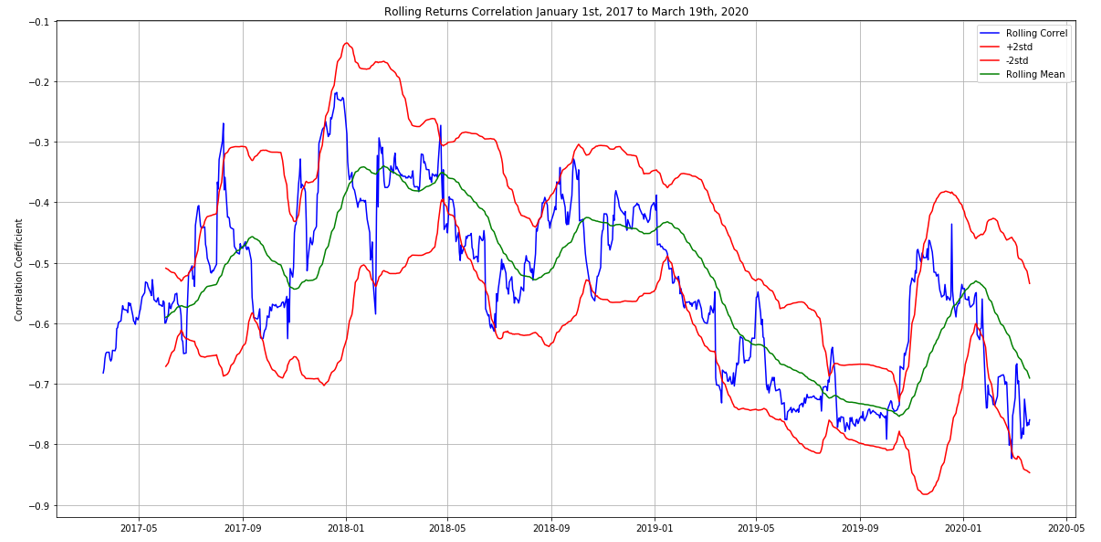 Rolling Returns Correlation January 1st, 2017 to March 19th, 2020
Rolling Correl
+2std
-2std
Rolling Mean
Correlation Coefficient
−0.1
−0.2
−0.3
−0.4
−0.5
−0.6
−0.7
−0.8
−0.9
2017-05 2017-09 2018-01 2018-05 2018-09 2019-01 2019-05 2019-09 2020-01 2020-05